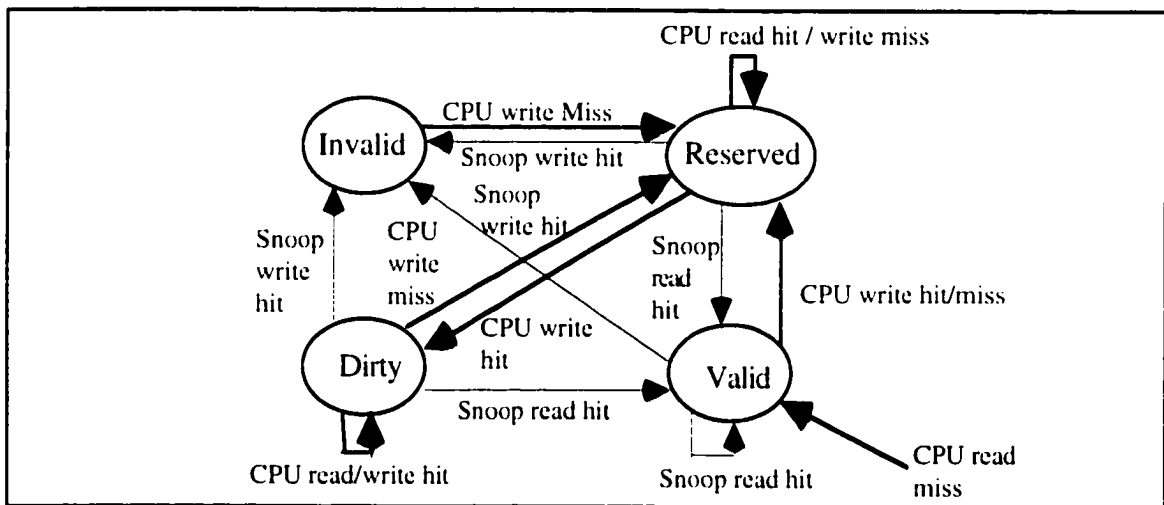 CPU read hit / write miss
CPU write Miss
Invalid
Reserved
Snoop write hit
Snoop
write hit
Snoop
write
hit
CPU
write
miss
Snoop
read
hit
CPU write hit/miss
CPU write
hit
Dirty
Valid
Snoop read hit
CPU read/write hit
Snoop read hit
CPU read
miss